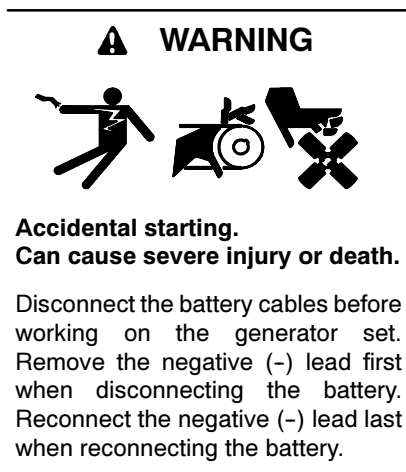 WARNING
Accidental starting.
Can cause severe injury or death.
Disconnect the battery cables before
working on the generator set.
Remove the negative (–) lead first
when disconnecting the battery.
Reconnect the negative (–) lead last
when reconnecting the battery.